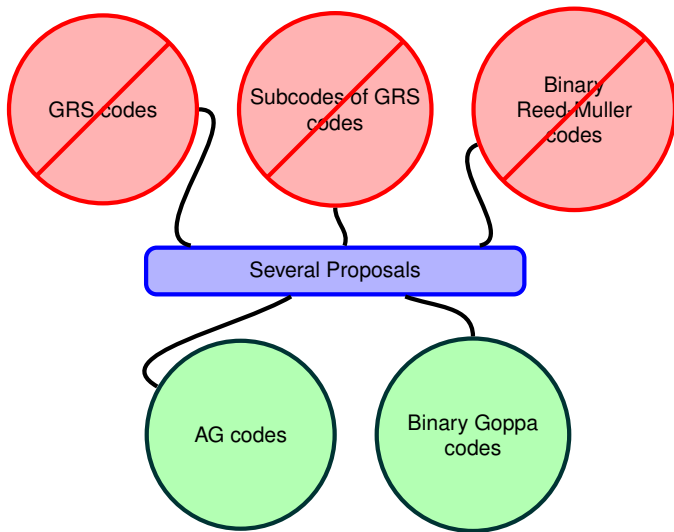 GRS codes
Subcodes of GRS
codes
Binary
Reed-Muller
codes
Several Proposals
AG codes
Binary Goppa
codes